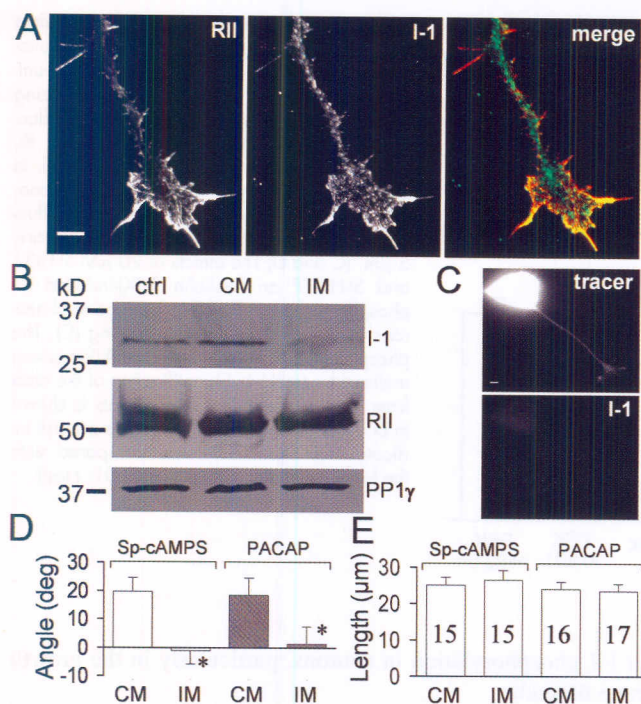 A RII I-1 merge
B
kD ctrl CM IM
37
I-1
25
50 RII
37 PP1γ
C
tracer
I-1
D
Sp-cAMPS PACAP
Angle (deg)
30
20
10
0
-10
* *
CM IM CM IM
E
Sp-cAMPS PACAP
Length (µm)
30
20
10
0
15 15 16 17
CM IM CM IM